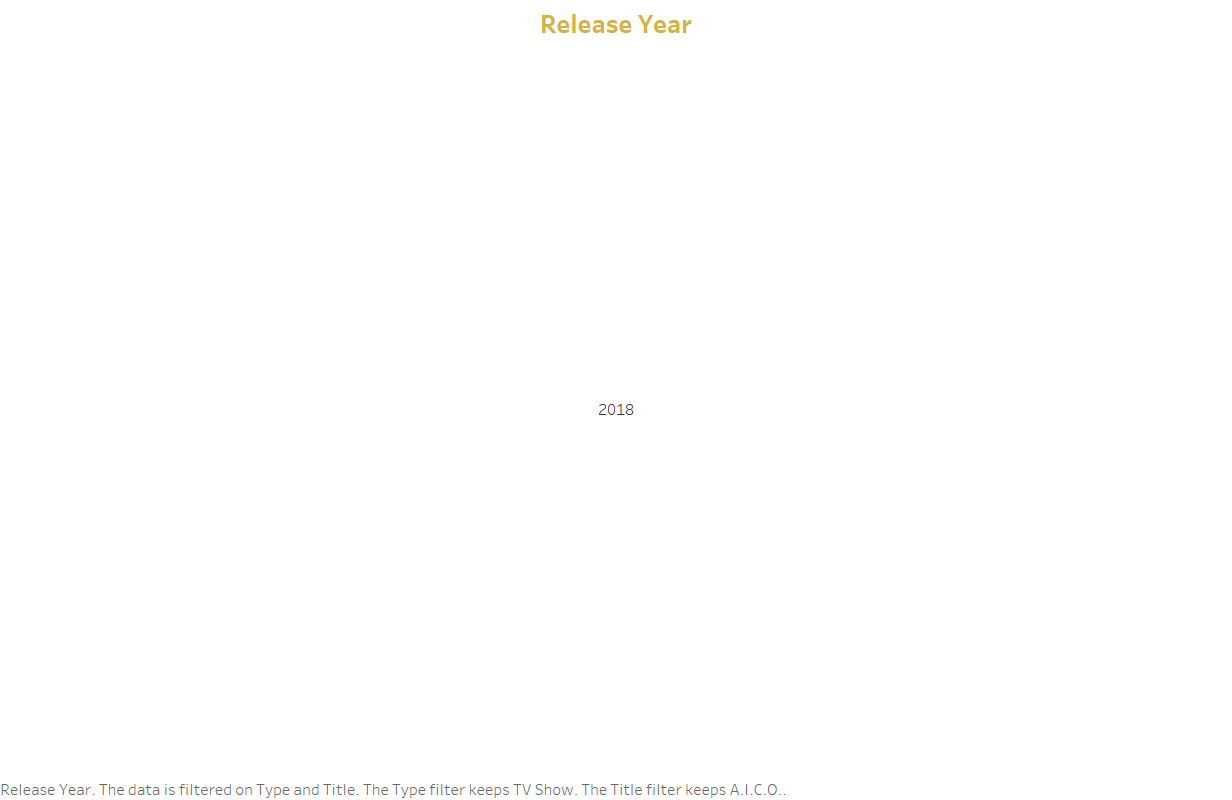 Release Year
2018
Release Year. The data is filtered on Type and Title. The Type filter keeps TV Show. The Title filter keeps A.I.C.O..